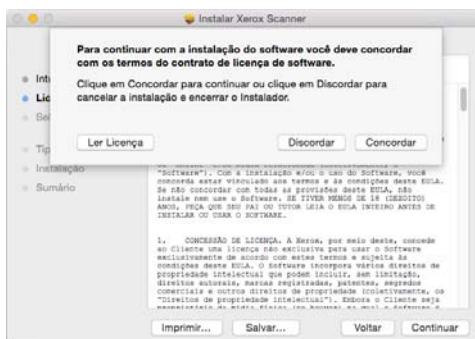 Instalar Xerox Scanner
Para continuar com a instalação do software você deve concordar
com os termos do contrato de licença de software.
Clique em Concordar para continuar ou clique em Discordar para
cancelar a instalação e encerrar o Instalador.
Ler Licença
Discordar
Concordar
Int
Lic
Sel
Tip
Instalação
Sumário
"Software"). Com a instalação e/ou o uso do Software, você
concorda estar vinculado aos termos e às condições deste EULA.
Se não concordar com todas as provisões deste EULA, não
instale nem use o Software. SE TIVER MENOS DE 18 (DEZOITO)
ANOS, PEÇA QUE SEU PAI OU TUTOR LEIA O EULA INTEIRO ANTES DE
INSTALAR OU USAR O SOFTWARE.
1. CONCESSÃO DE LICENÇA. A Xerox, por meio deste, concede
ao Cliente uma licença não exclusiva para usar o Software
exclusivamente de acordo com estes termos e sujeita às
condições deste EULA. O Software incorpora vários direitos de
propriedade intelectual que podem incluir, sem limitação,
direitos autorais, marcas registradas, patentes, segredos
comerciais e outros direitos de propriedade (coletivamente, os
"Direitos de propriedade intelectual"). Embora o Cliente seja
Imprimir...
Salvar...
Voltar
Continuar